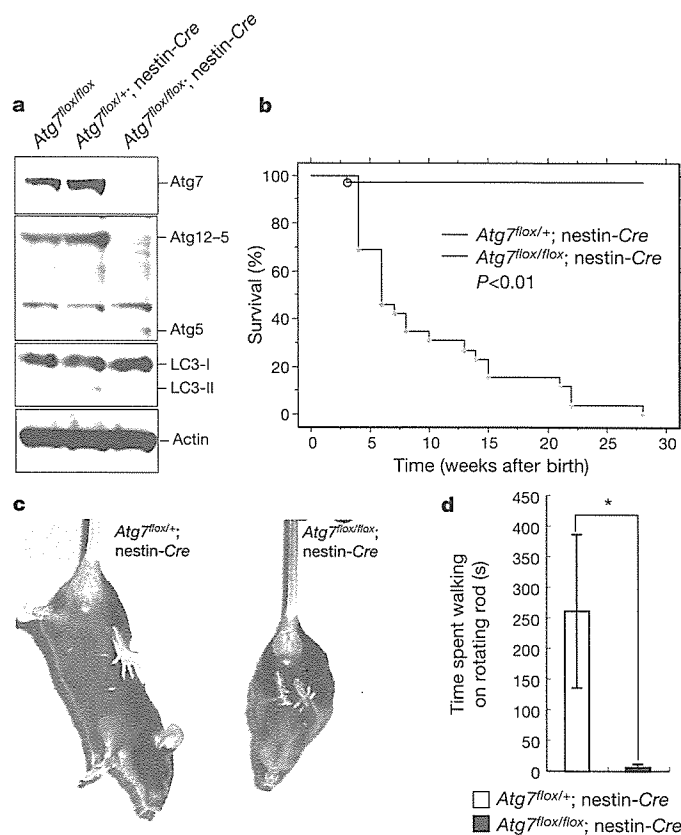 a
Atg7flox/flox
Atg7flox/+; nestin-Cre
Atg7flox/flox; nestin-Cre
Atg7
Atg12–5
Atg5
LC3-I
LC3-II
Actin
b
Survival (%)
100
80
60
40
20
0
Atg7flox/+; nestin-Cre
Atg7flox/flox; nestin-Cre
P<0.01
0 5 10 15 20 25 30
Time (weeks after birth)
c
Atg7flox/+;
nestin-Cre
Atg7flox/flox;
nestin-Cre
d
Time spent walking
on rotating rod (s)
450
400
350
300
250
200
150
100
50
0
*
Atg7flox/+; nestin-Cre
Atg7flox/flox; nestin-Cre